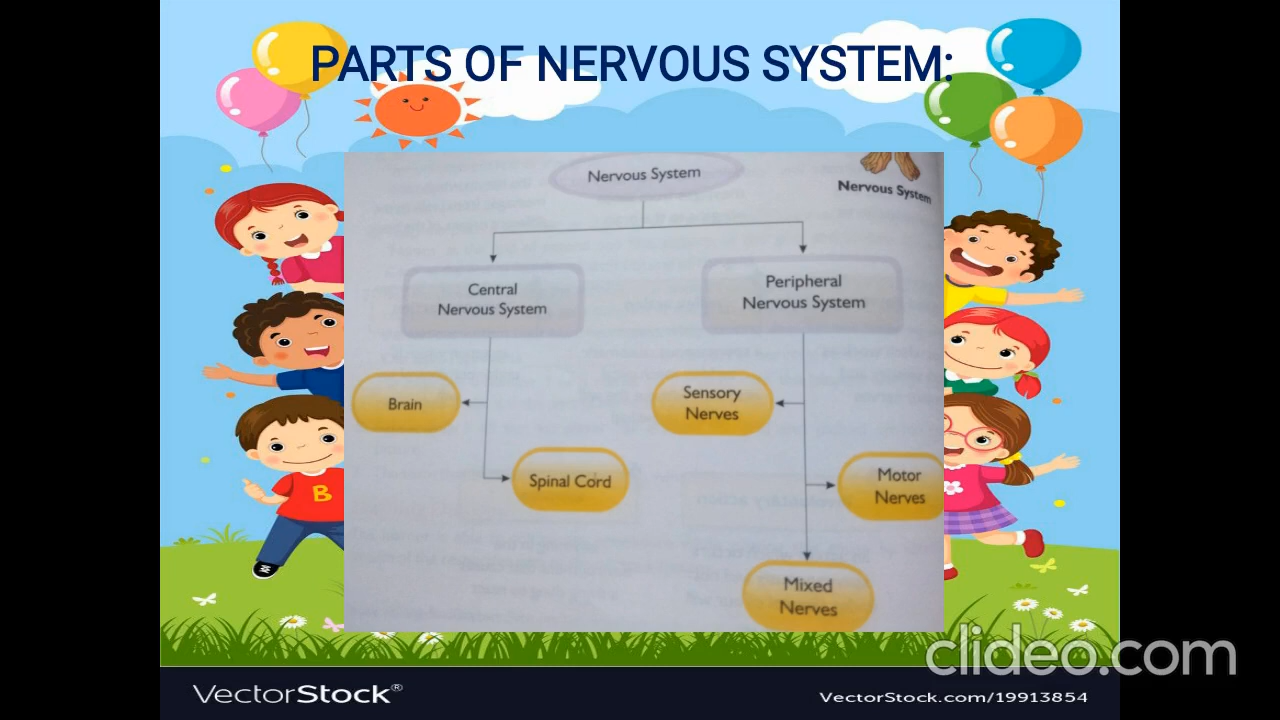 PARTS OF NERVOUS SYSTEM:
Nervous System
Nervous System
Central
Nervous System
Peripheral
Nervous System
Brain
Sensory
Nerves
Spinal Cord
Motor
Nerves
Mixed
Nerves
B
clideo.com
VectorStock®
VectorStock.com/19913854